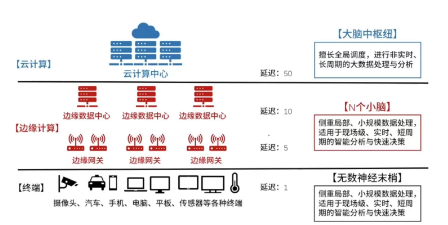 【大脑中枢纽】
擅长全局调度，进行非实时、
长周期的大数据处理与分析
【云计算】
云计算中心
延迟：50
边缘数据中心 边缘数据中心 边缘数据中心
延迟：10
【N个小脑】
【边缘计算】
侧重局部、小规模数据处理，
适用于现场级、实时、短周
期的智能分析与快速决策
延迟：5
边缘网关 边缘网关 边缘网关
【终端】
延迟：1
【无数神经末梢】
摄像头、汽车、手机、电脑、平板、传感器等各种终端
侧重局部、小规模数据处理，
适用于现场级、实时、短周
期的智能分析与快速决策